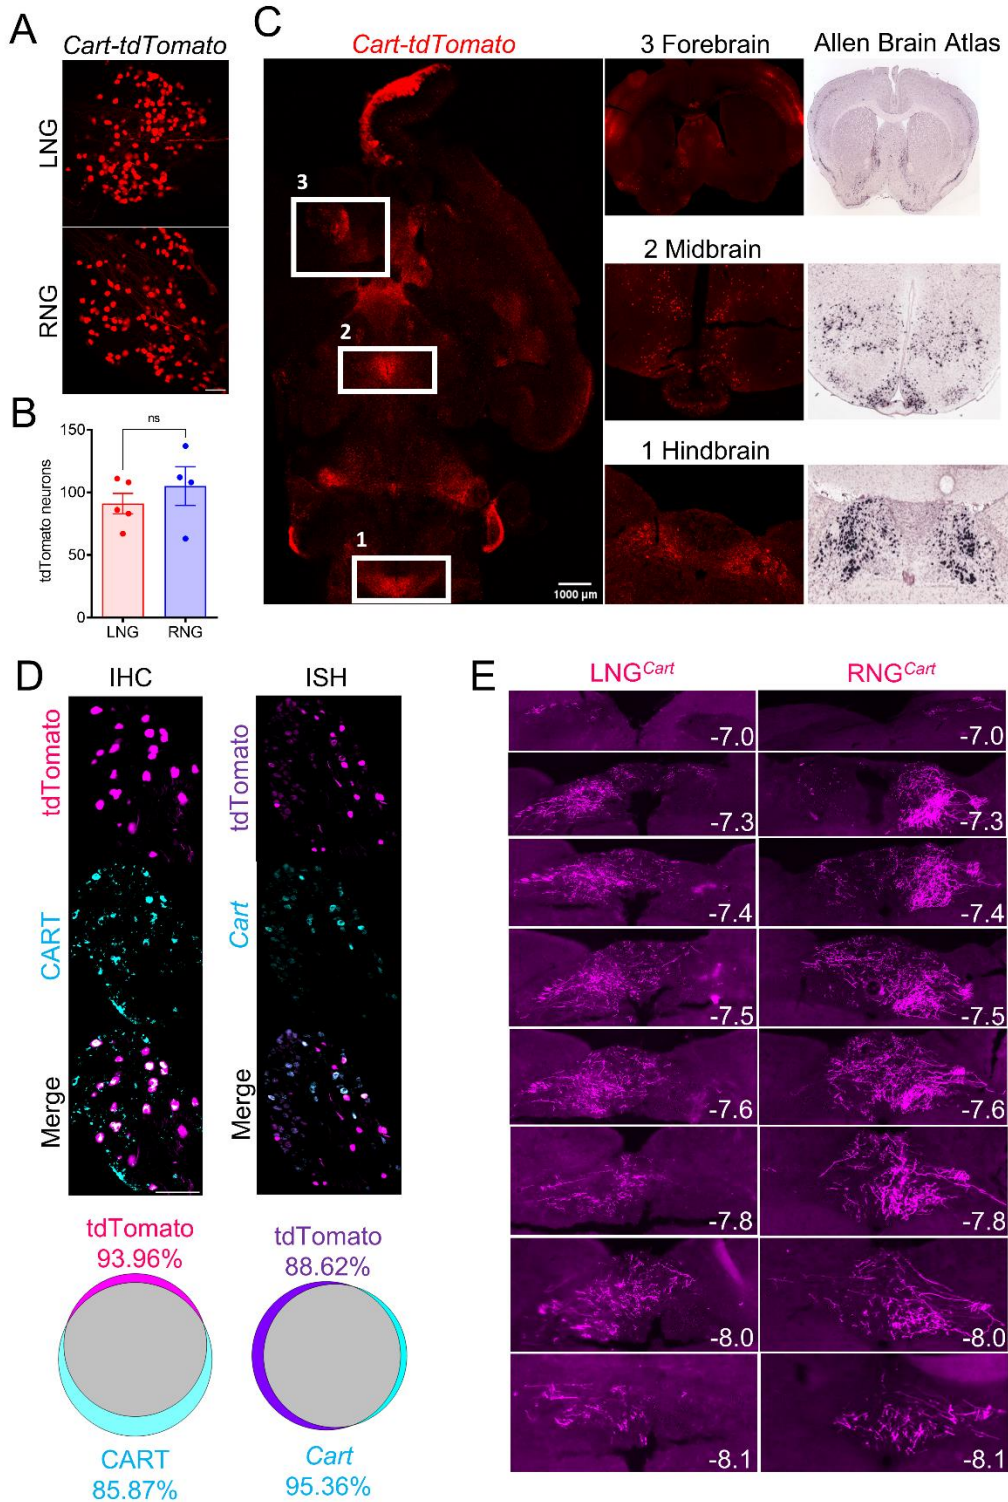 A
Cart-tdTomato
LNG
RNG
B
ns
150
100
50
0
tdTomato neurons
LNG
RNG
C
Cart-tdTomato
3 Forebrain
Allen Brain Atlas
3
2
1
1000 µm
2 Midbrain
1 Hindbrain
D
IHC
ISH
tdTomato
CART
Merge
tdTomato
Cart
Merge
tdTomato
93.96%
CART
85.87%
tdTomato
88.62%
Cart
95.36%
E
LNGCart
RNGCart
-7.0
-7.0
-7.3
-7.3
-7.4
-7.4
-7.5
-7.5
-7.6
-7.6
-7.8
-7.8
-8.0
-8.0
-8.1
-8.1